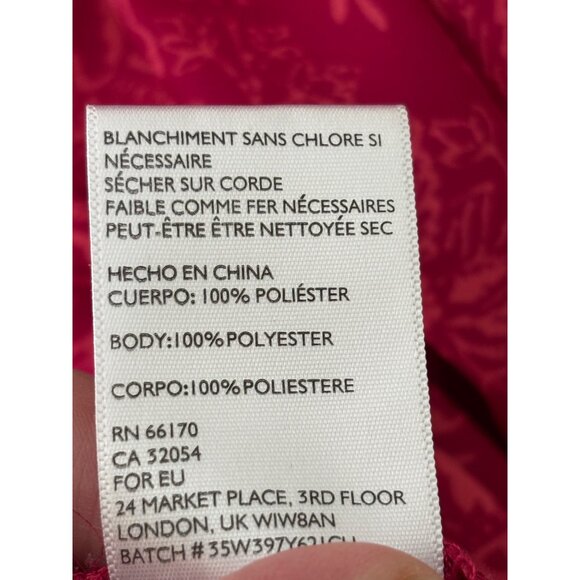 BLANCHIMENT SANS CHLORE SI
NÉCESSAIRE
SÉCHER SUR CORDE
FAIBLE COMME FER NÉCESSAIRES
PEUT-ÊTRE ÊTRE NETTOYÉE SEC
HECHO EN CHINA
CUERPO: 100% POLIÉSTER
BODY:100% POLYESTER
CORPO:100% POLIESTERE
RN 66170
CA 32054
FOR EU
24 MARKET PLACE, 3RD FLOOR
LONDON, UK WIW8AN
BATCH #